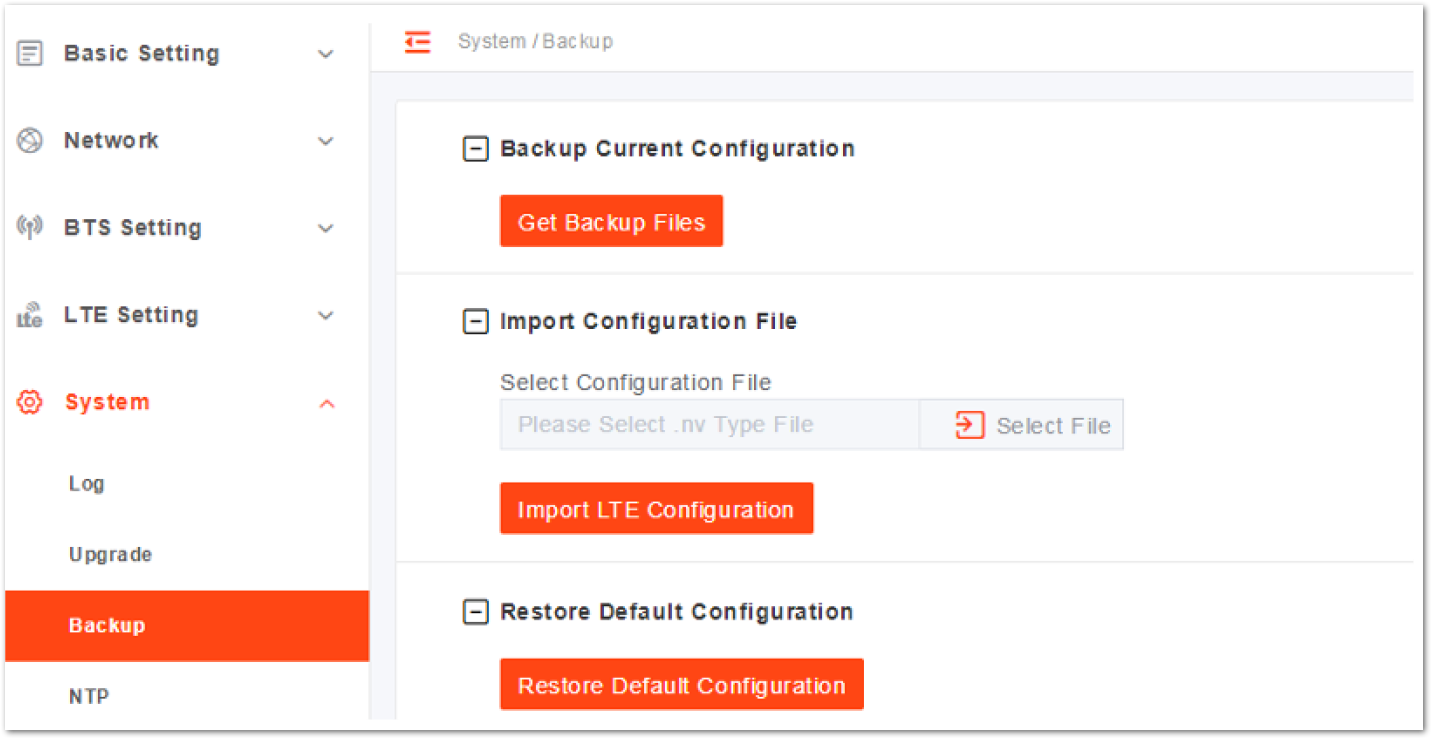 Basic Setting
Network
BTS Setting
LTE Setting
System
Log
Upgrade
Backup
NTP
System / Backup
Backup Current Configuration
Get Backup Files
Import Configuration File
Select Configuration File
Please Select .nv Type File
Select File
Import LTE Configuration
Restore Default Configuration
Restore Default Configuration